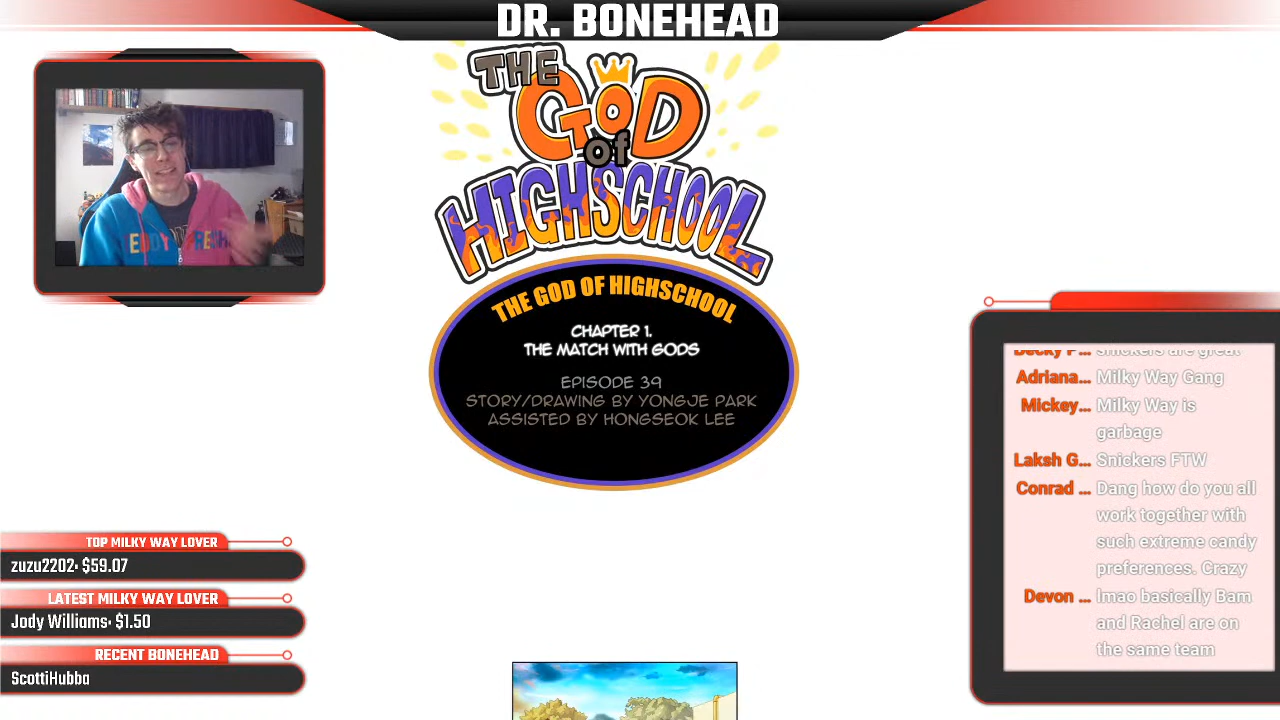 DR. BONEHEAD
THE
GOD
of
HIGHSCHOOL
THE GOD OF HIGHSCHOOL
CHAPTER 1.
THE MATCH WITH GODS
EPISODE 39
STORY/DRAWING BY YONGJE PARK
ASSISTED BY HONGSEOK LEE
TOP MILKY WAY LOVER
zuzu2202: $59.07
LATEST MILKY WAY LOVER
Jody Williams: $1.50
RECENT BONEHEAD
ScottiHubba
Becky P... Snickers are great
Adriana... Milky Way Gang
Mickey... Milky Way is
garbage
Laksh G... Snickers FTW
Conrad ... Dang how do you all
work together with
such extreme candy
preferences. Crazy
Devon ... lmao basically Bam
and Rachel are on
the same team